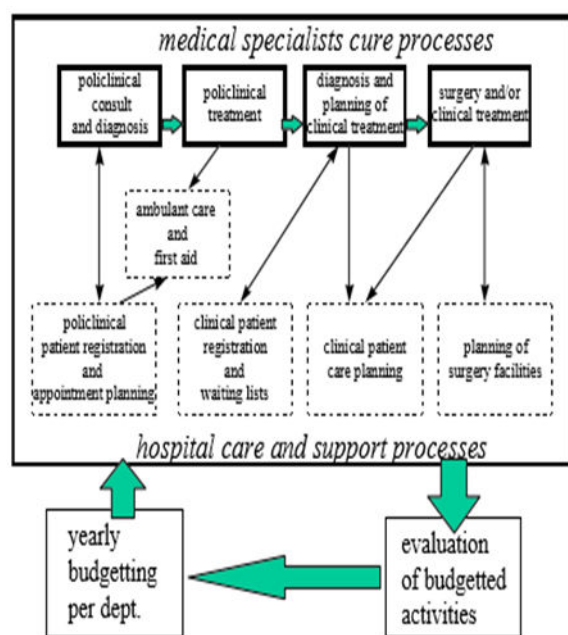 medical specialists cure processes
policlinical
consult
and diagnosis
policlinical
treatment
diagnosis and
planning of
clinical treatment
surgery and/or
clinical treatment
ambulant care
and
first aid
policlinical
patient registration
and
appointment planning
clinical patient
registration
and
waiting lists
clinical patient
care planning
planning of
surgery facilities
hospital care and support processes
yearly
budgetting
per dept.
evaluation
of budgetted
activities